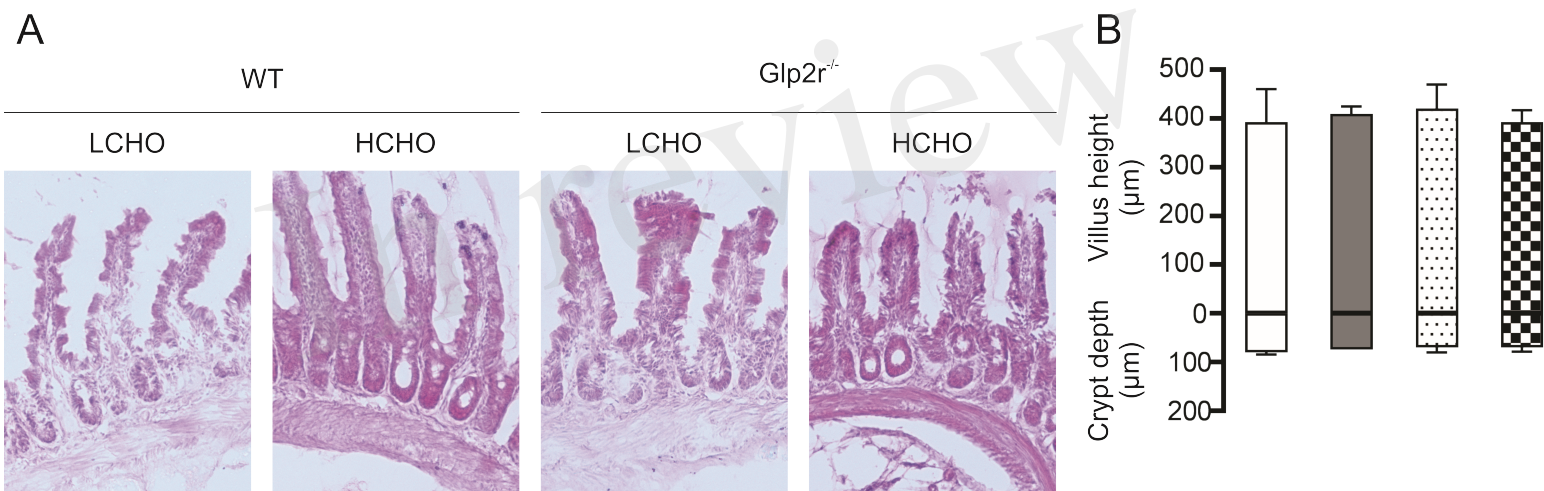 A
WT
Glp2r-/-
LCHO
HCHO
LCHO
HCHO
review
B
Villus height
(µm)
Crypt depth
(µm)
500
400
300
200
100
0
100
200